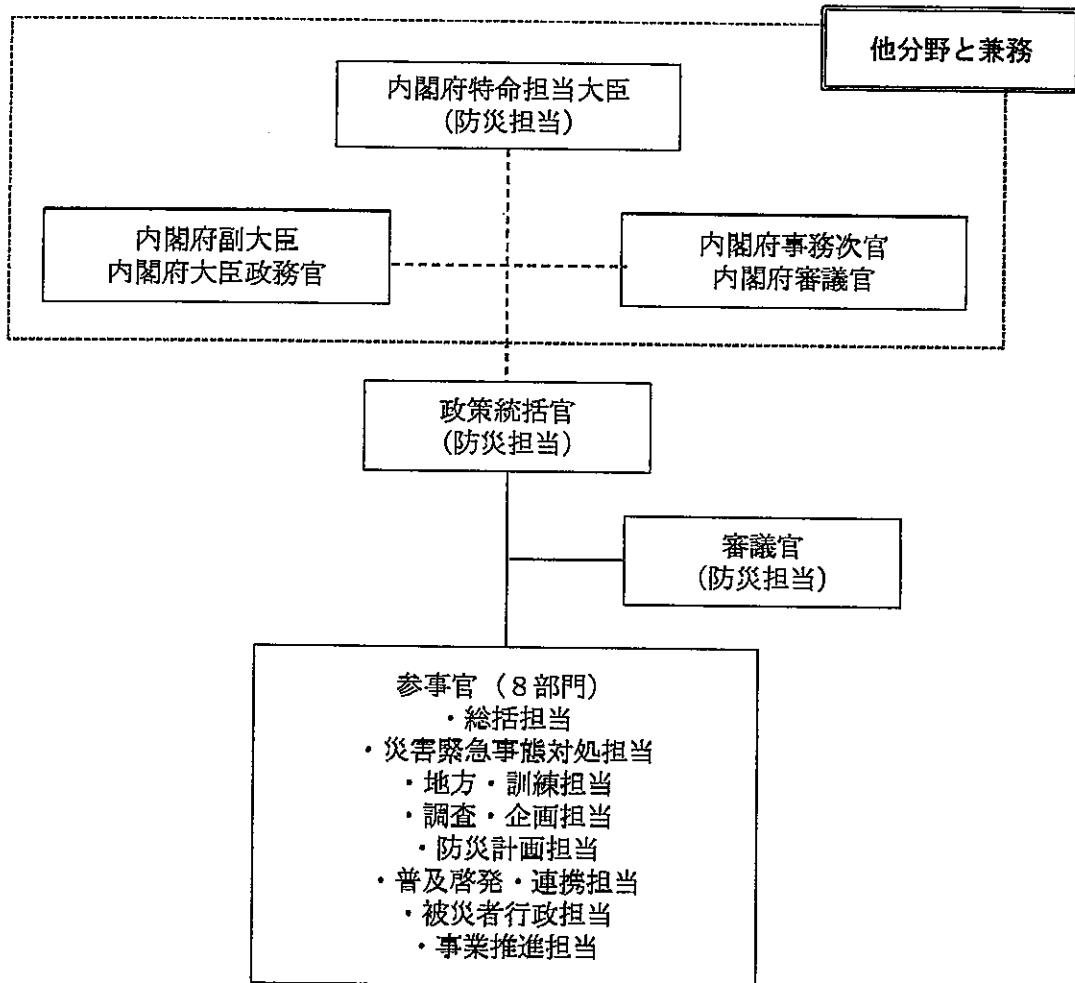 他分野と兼務
内閣府特命担当大臣
（防災担当）
内閣府副大臣
内閣府大臣政務官
内閣府事務次官
内閣府審議官
政策統括官
（防災担当）
審議官
（防災担当）
参事官（８部門）
・総括担当
・災害緊急事態対処担当
・地方・訓練担当
・調査・企画担当
・防災計画担当
・普及啓発・連携担当
・被災者行政担当
・事業推進担当